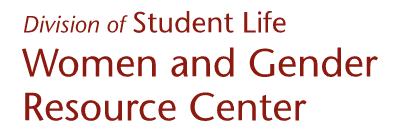 Division of Student Life
Women and Gender
Resource Center